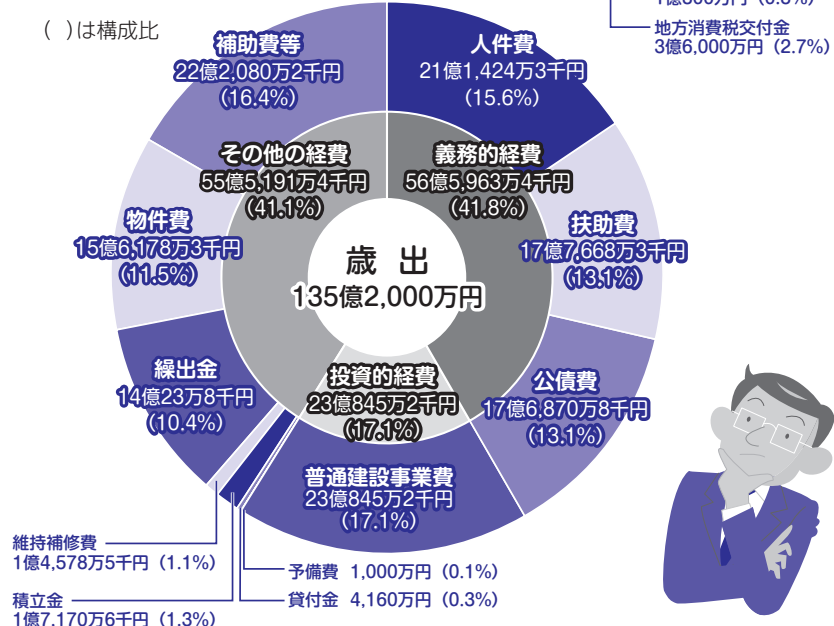 ( )は構成比
地方消費税交付金
3億6,000万円（2.7%）
補助費等
22億2,080万2千円
(16.4%)
人件費
21億1,424万3千円
(15.6%)
その他の経費
55億5,191万4千円
(41.1%)
義務的経費
56億5,963万4千円
(41.8%)
物件費
15億6,178万3千円
(11.5%)
扶助費
17億7,668万3千円
(13.1%)
歳 出
135億2,000万円
繰出金
14億23万8千円
(10.4%)
投資的経費
23億845万2千円
(17.1%)
公債費
17億6,870万8千円
(13.1%)
普通建設事業費
23億845万2千円
(17.1%)
維持補修費
1億4,578万5千円（1.1%）
予備費 1,000万円（0.1%）
貸付金 4,160万円（0.3%）
積立金
1億7,170万6千円（1.3%）